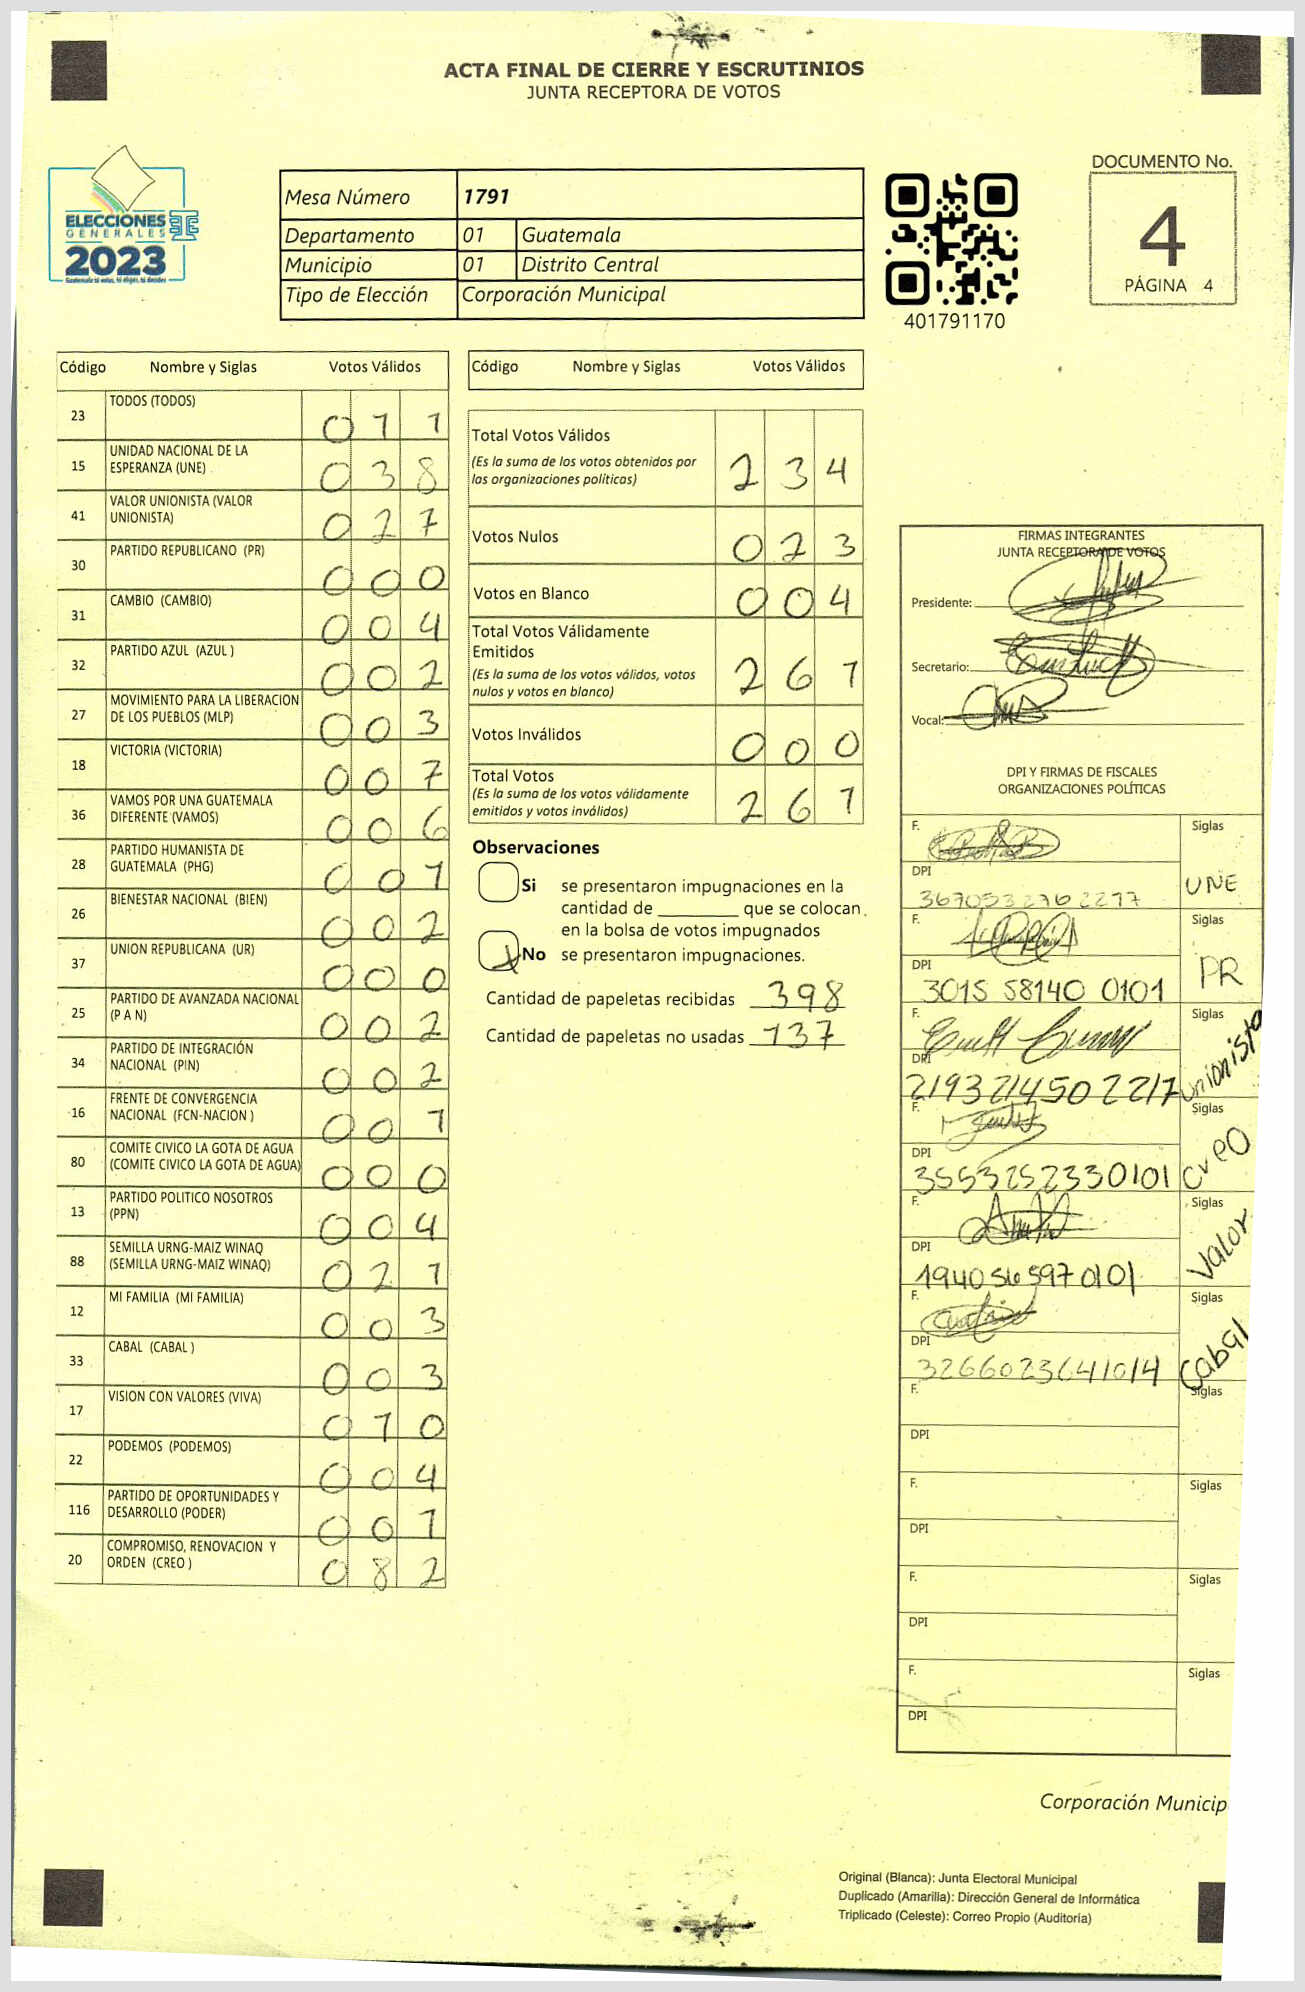 ACTA FINAL DE CIERRE Y ESCRUTINIOS
JUNTA RECEPTORA DE VOTOS
ELECCIONES
GENERALES
2023
Guatemala tú votas, tú eliges, tú decides
Mesa Número 1791
Departamento 01 Guatemala
Municipio 01 Distrito Central
Tipo de Elección Corporación Municipal
401791170
DOCUMENTO No.
4
PÁGINA 4
Código Nombre y Siglas Votos Válidos
23 TODOS (TODOS) 0 1 1
15 UNIDAD NACIONAL DE LA
ESPERANZA (UNE) 0 3 8
41 VALOR UNIONISTA (VALOR
UNIONISTA) 0 2 7
30 PARTIDO REPUBLICANO (PR) 0 0 0
31 CAMBIO (CAMBIO) 0 0 4
32 PARTIDO AZUL (AZUL ) 0 0 2
27 MOVIMIENTO PARA LA LIBERACION
DE LOS PUEBLOS (MLP) 0 0 3
18 VICTORIA (VICTORIA) 0 0 7
36 VAMOS POR UNA GUATEMALA
DIFERENTE (VAMOS) 0 0 6
28 PARTIDO HUMANISTA DE
GUATEMALA (PHG) 0 0 1
26 BIENESTAR NACIONAL (BIEN) 0 0 2
37 UNION REPUBLICANA (UR) 0 0 0
25 PARTIDO DE AVANZADA NACIONAL
(P A N) 0 0 2
34 PARTIDO DE INTEGRACIÓN
NACIONAL (PIN) 0 0 2
16 FRENTE DE CONVERGENCIA
NACIONAL (FCN-NACION ) 0 0 1
80 COMITE CIVICO LA GOTA DE AGUA
(COMITE CIVICO LA GOTA DE AGUA) 0 0 0
13 PARTIDO POLITICO NOSOTROS
(PPN) 0 0 4
88 SEMILLA URNG-MAIZ WINAQ
(SEMILLA URNG-MAIZ WINAQ) 0 2 1
12 MI FAMILIA (MI FAMILIA) 0 0 3
33 CABAL (CABAL ) 0 0 3
17 VISION CON VALORES (VIVA) 0 1 0
22 PODEMOS (PODEMOS) 0 0 4
116 PARTIDO DE OPORTUNIDADES Y
DESARROLLO (PODER) 0 0 1
20 COMPROMISO, RENOVACION Y
ORDEN (CREO ) 0 8 2
Código Nombre y Siglas Votos Válidos
Total Votos Válidos
(Es la suma de los votos obtenidos por
las organizaciones políticas) 2 3 4
Votos Nulos 0 2 3
Votos en Blanco 0 0 4
Total Votos Válidamente
Emitidos
(Es la suma de los votos válidos, votos
nulos y votos en blanco) 2 6 1
Votos Inválidos 0 0 0
Total Votos
(Es la suma de los votos válidamente
emitidos y votos inválidos) 2 6 1
Observaciones
Si se presentaron impugnaciones en la
cantidad de ________ que se colocan
en la bolsa de votos impugnados
No se presentaron impugnaciones.
Cantidad de papeletas recibidas 398
Cantidad de papeletas no usadas 137
FIRMAS INTEGRANTES
JUNTA RECEPTORA DE VOTOS
Presidente:
Secretario:
Vocal:
DPI Y FIRMAS DE FISCALES
ORGANIZACIONES POLÍTICAS
F. Siglas
DPI UNE
3670532762217
F. Siglas
DPI PR
3015 58140 0101
F. Siglas
DPI Unionista
2193214502217
F. Siglas
DPI Creo
3553252330101
F. Siglas
DPI Valor
1940565970101
F. Siglas
DPI Cabal
3266023641014
F. Siglas
DPI
F. Siglas
DPI
F. Siglas
DPI
F. Siglas
DPI
Corporación Municip
Original (Blanca): Junta Electoral Municipal
Duplicado (Amarilla): Dirección General de Informática
Triplicado (Celeste): Correo Propio (Auditoría)